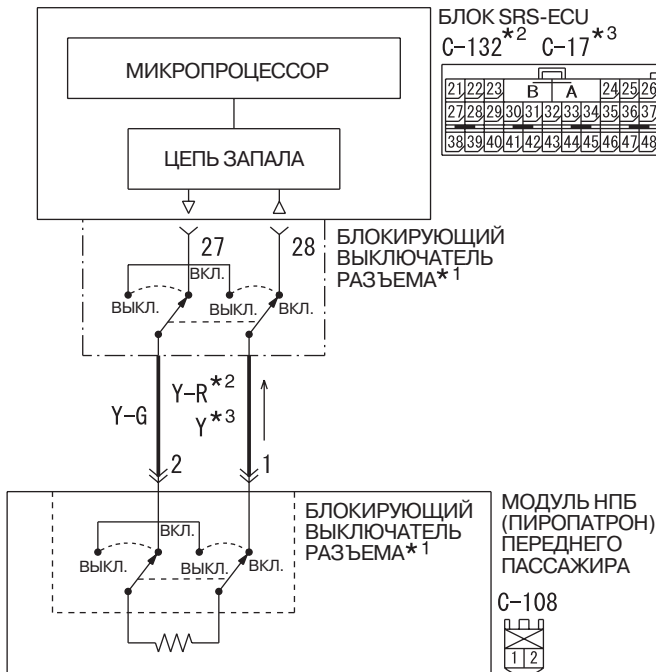 БЛОК SRS-ECU
C-132*2 C-17*3
МИКРОПРОЦЕССОР
21 22 23 B A 24 25 26
27 28 29 30 31 32 33 34 35 36 37
38 39 40 41 42 43 44 45 46 47 48
ЦЕПЬ ЗАПАЛА
27 28
БЛОКИРУЮЩИЙ
ВЫКЛЮЧАТЕЛЬ
РАЗЪЕМА*1
ВКЛ.
ВЫКЛ. ВЫКЛ. ВКЛ.
Y-R*2
Y-G
Y*3
2 1
БЛОКИРУЮЩИЙ
ВЫКЛЮЧАТЕЛЬ
РАЗЪЕМА*1
ВКЛ.
ВЫКЛ. ВЫКЛ. ВКЛ.
МОДУЛЬ НПБ
(ПИРОПАТРОН)
ПЕРЕДНЕГО
ПАССАЖИРА
C-108
1 2